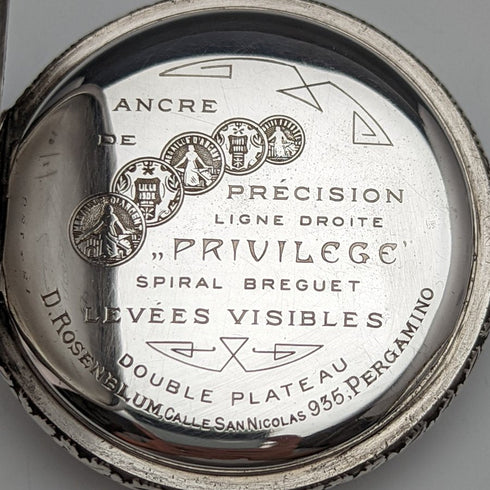 ANCRE
DE
PRÉCISION
LIGNE DROITE
„PRIVILEGE'
SPIRAL BREGUET
LEVÉES VISIBLES
DOUBLE PLATEAU
D. ROSENBLUM. CALLE SAN NICOLAS 935. PERGAMINO